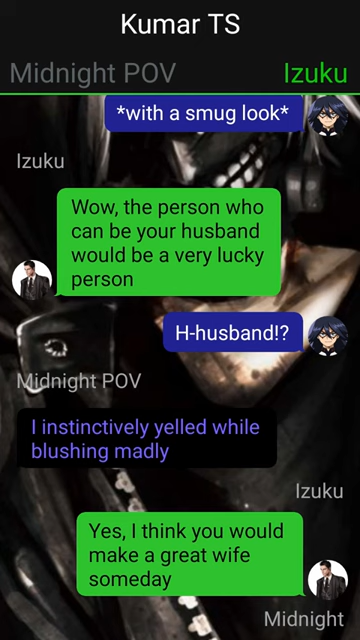 Kumar TS
Midnight POV
Izuku
*with a smug look*
Izuku
Wow, the person who
can be your husband
would be a very lucky
person
H-husband!?
Midnight POV
I instinctively yelled while
blushing madly
Izuku
Yes, I think you would
make a great wife
someday
Midnight